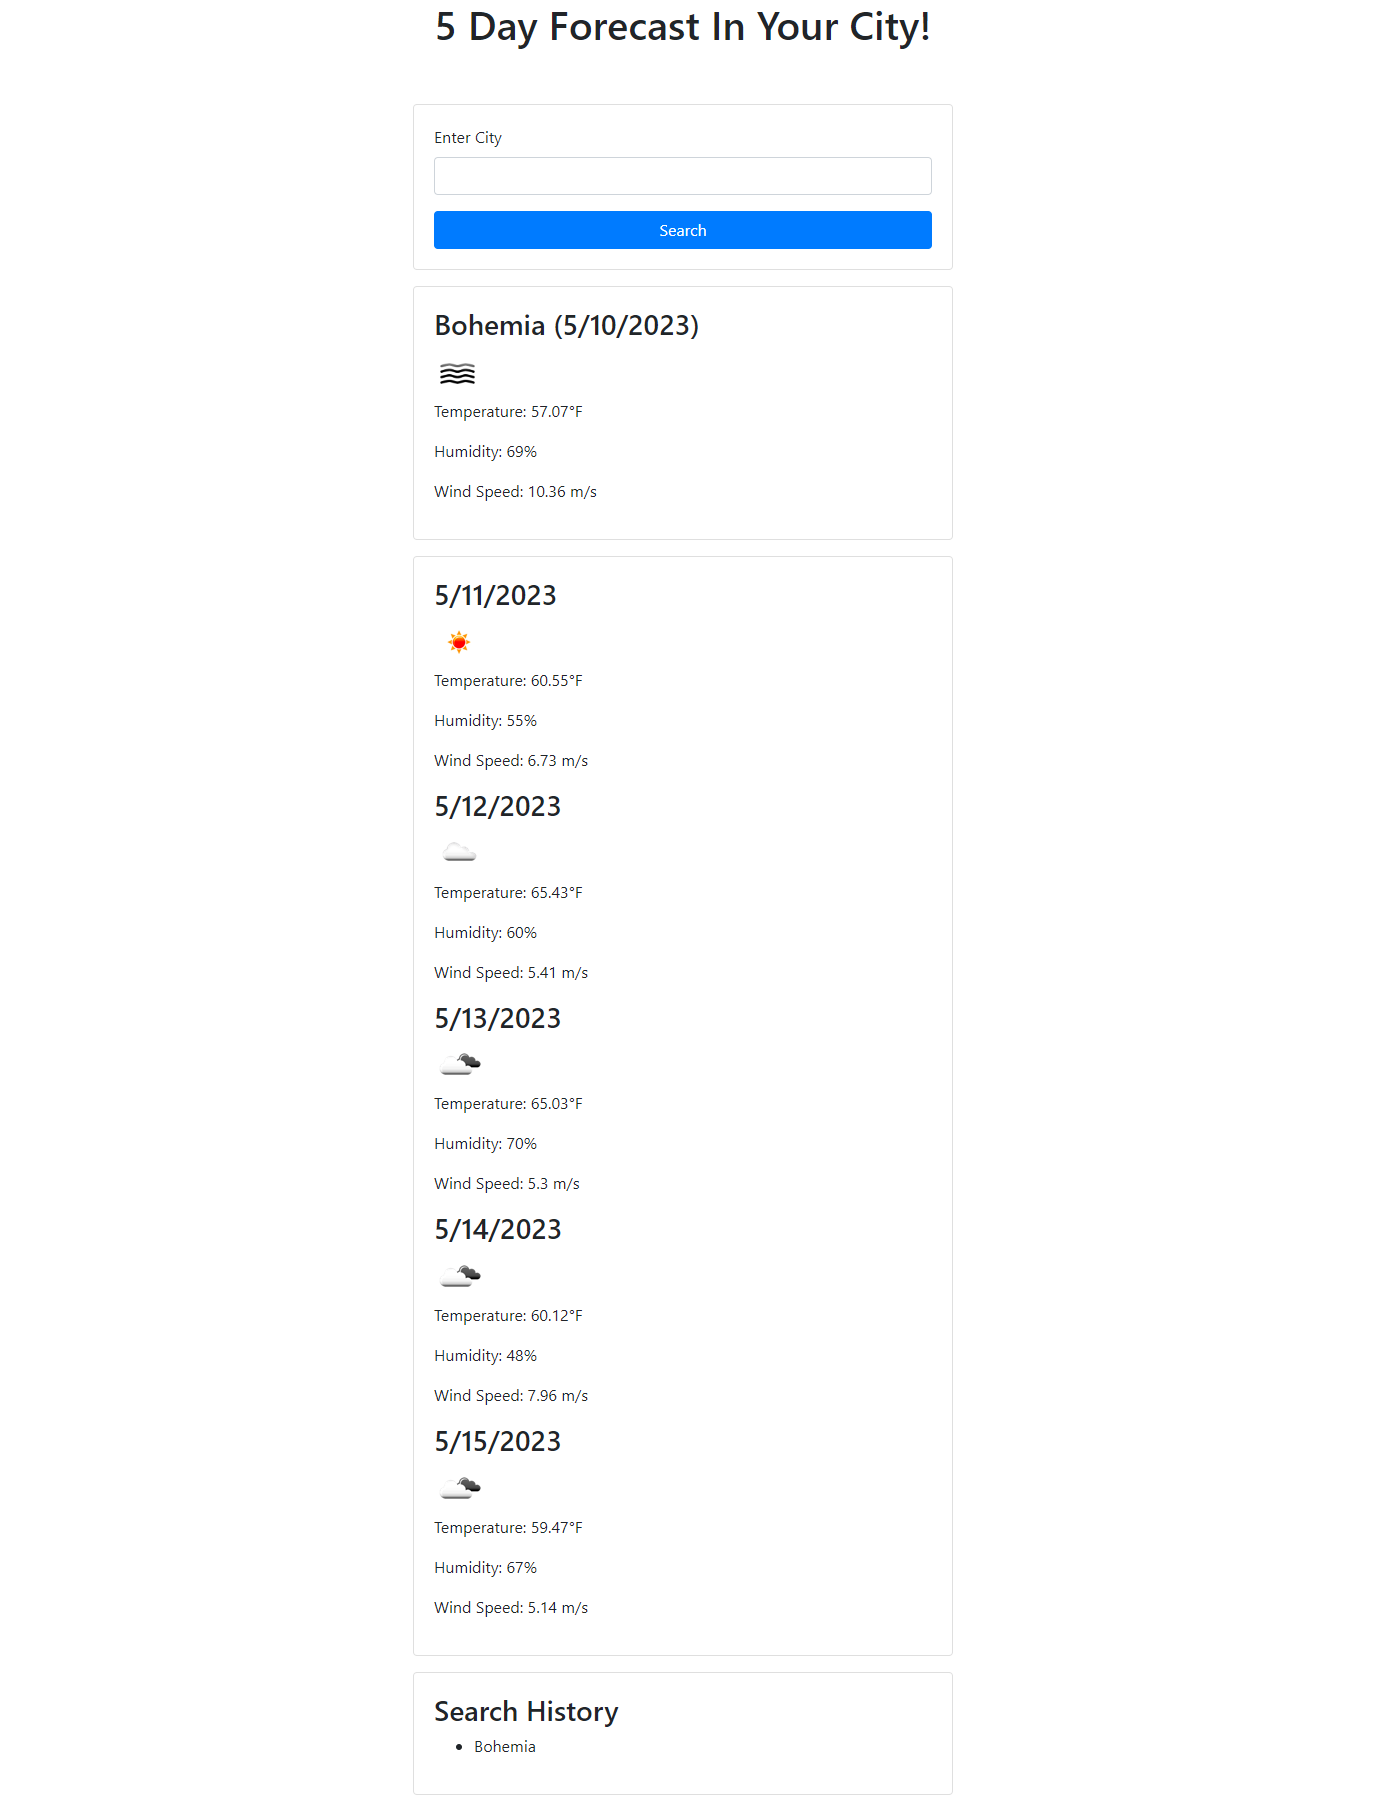 5 Day Forecast In Your City!
Enter City
Search
Bohemia (5/10/2023)
Temperature: 57.07°F
Humidity: 69%
Wind Speed: 10.36 m/s
5/11/2023
Temperature: 60.55°F
Humidity: 55%
Wind Speed: 6.73 m/s
5/12/2023
Temperature: 65.43°F
Humidity: 60%
Wind Speed: 5.41 m/s
5/13/2023
Temperature: 65.03°F
Humidity: 70%
Wind Speed: 5.3 m/s
5/14/2023
Temperature: 60.12°F
Humidity: 48%
Wind Speed: 7.96 m/s
5/15/2023
Temperature: 59.47°F
Humidity: 67%
Wind Speed: 5.14 m/s
Search History
• Bohemia